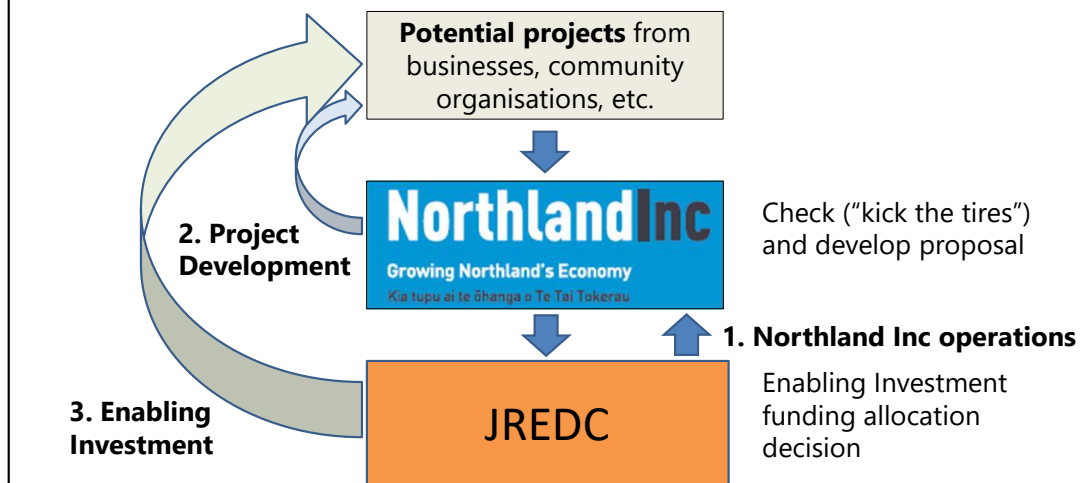 Potential projects from
businesses, community
organisations, etc.
NorthlandInc
Growing Northland's Economy
Kia tupu ai te ōhanga o Te Tai Tokerau
Check (“kick the tires”)
and develop proposal
2. Project
Development
1. Northland Inc operations
JREDC
Enabling Investment
funding allocation
decision
3. Enabling
Investment